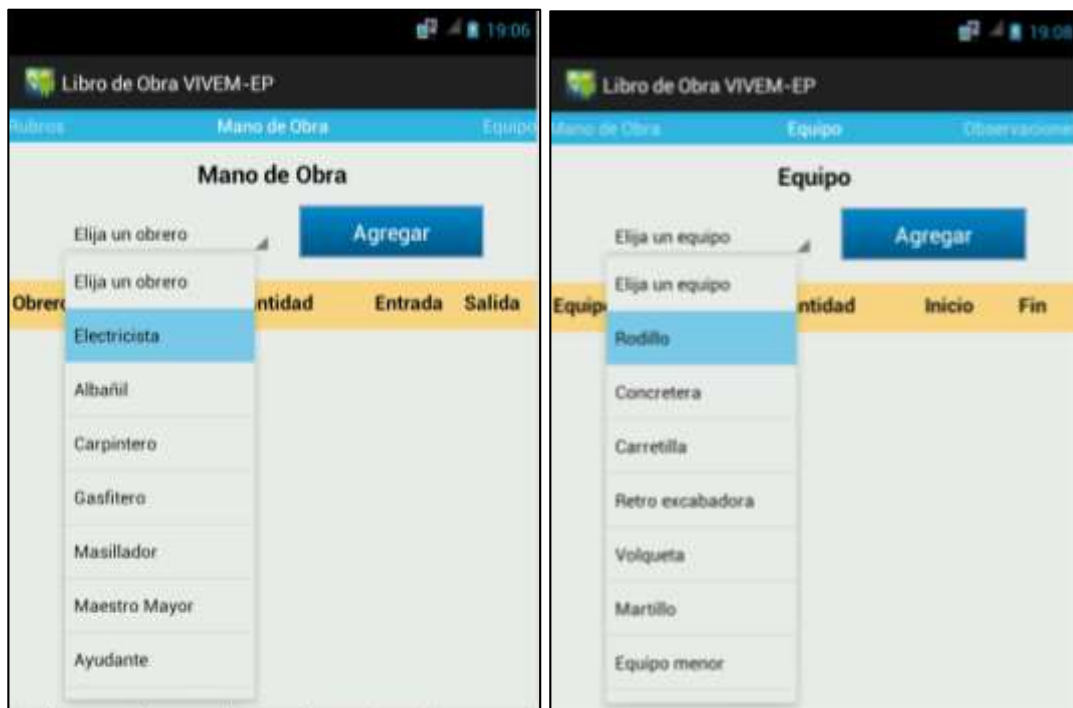 19:06
Libro de Obra VIVEM-EP
Rubros Mano de Obra Equipo
Mano de Obra
Elija un obrero Agregar
Elija un obrero
Obrero ntidad Entrada Salida
Electricista
Albañil
Carpintero
Gasfitero
Masillador
Maestro Mayor
Ayudante
19:08
Libro de Obra VIVEM-EP
Mano de Obra Equipo Observacione
Equipo
Elija un equipo Agregar
Elija un equipo
Equip ntidad Inicio Fin
Rodillo
Concretera
Carretilla
Retro excabadora
Volqueta
Martillo
Equipo menor